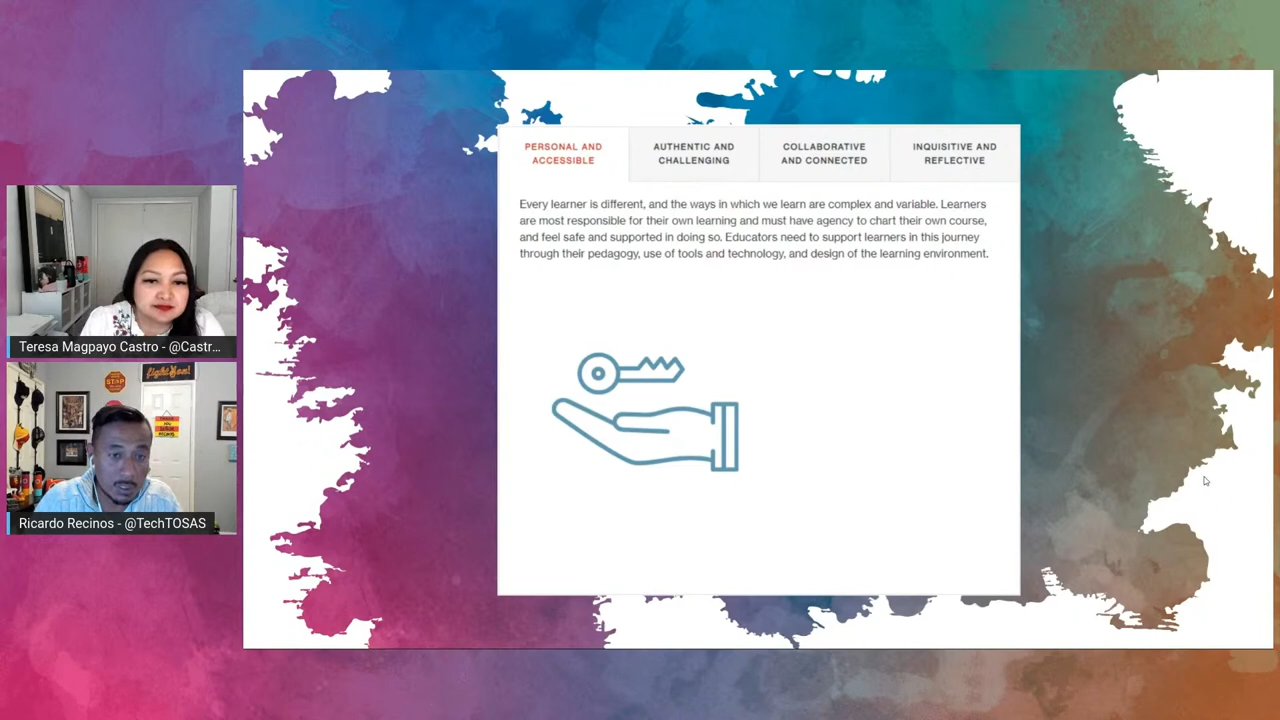 PERSONAL AND
ACCESSIBLE
AUTHENTIC AND
CHALLENGING
COLLABORATIVE
AND CONNECTED
INQUISITIVE AND
REFLECTIVE
Every learner is different, and the ways in which we learn are complex and variable. Learners
are most responsible for their own learning and must have agency to chart their own course,
and feel safe and supported in doing so. Educators need to support learners in this journey
through their pedagogy, use of tools and technology, and design of the learning environment.
Teresa Magpayo Castro - @Castr...
STOP
Ricardo Recinos - @TechTOSAS